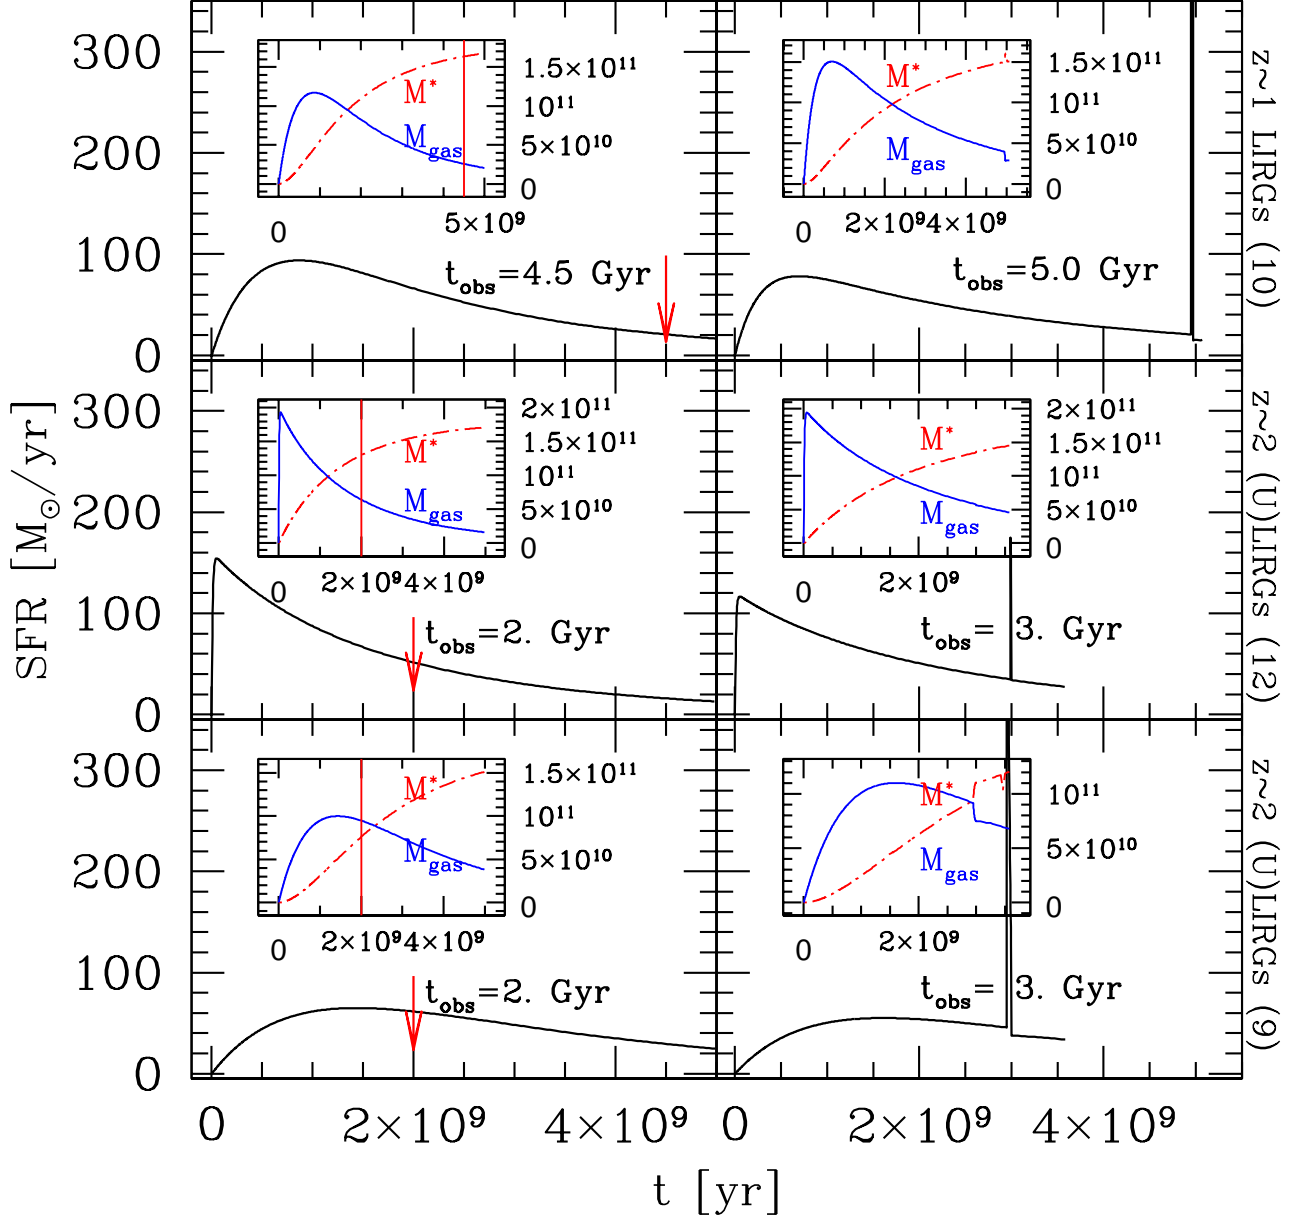 300
200
100
0
M*
M_gas
1.5×10¹¹
10¹¹
5×10¹⁰
0
0
5×10⁹
t_obs=4.5 Gyr
M*
M_gas
1.5×10¹¹
10¹¹
5×10¹⁰
0
0
2×10⁹4×10⁹
t_obs=5.0 Gyr
z~1 LIRGs (10)
300
200
100
0
M*
M_gas
2×10¹¹
1.5×10¹¹
10¹¹
5×10¹⁰
0
0
2×10⁹4×10⁹
t_obs=2. Gyr
M*
M_gas
2×10¹¹
1.5×10¹¹
10¹¹
5×10¹⁰
0
0
2×10⁹
t_obs= 3. Gyr
z~2 (U)LIRGs (12)
300
200
100
0
M*
M_gas
1.5×10¹¹
10¹¹
5×10¹⁰
0
0
2×10⁹4×10⁹
t_obs=2. Gyr
M*
M_gas
10¹¹
5×10¹⁰
0
0
2×10⁹
t_obs= 3. Gyr
z~2 (U)LIRGs (9)
SFR [M☉/yr]
0
2×10⁹
4×10⁹
0
2×10⁹
4×10⁹
t [yr]